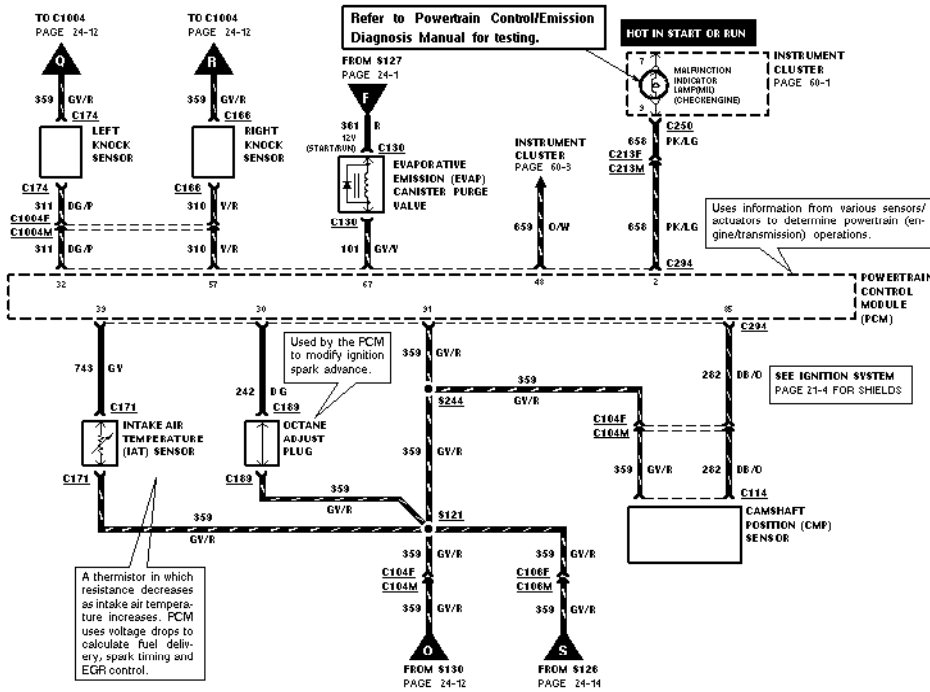 TO C1004
PAGE 24-12
TO C1004
PAGE 24-12
Refer to Powertrain Control/Emission
Diagnosis Manual for testing.
HOT IN START OR RUN
Q
R
FROM S127
PAGE 24-1
F
7
MALFUNCTION
INDICATOR
LAMP(MIL)
(CHECKENGINE)
9
INSTRUMENT
CLUSTER
PAGE 60-1
359 GY/R
C174
359 GY/R
C166
LEFT
KNOCK
SENSOR
RIGHT
KNOCK
SENSOR
361 R
12V
(START/RUN)
C130
EVAPORATIVE
EMISSION (EVAP)
CANISTER PURGE
VALVE
C130
INSTRUMENT
CLUSTER
PAGE 60-3
C250
658 PK/LG
C213F
C213M
C174
311 DG/P
C1004F
C1004M
311 DG/P
C166
310 Y/R
310 Y/R
101 GY/Y
659 O/W
658 PK/LG
C294
Uses information from various sensors/
actuators to determine powertrain (en-
gine/transmission) operations.
32
57
67
48
2
POWERTRAIN
CONTROL
MODULE
(PCM)
39
30
91
85
C294
743 GY
C171
242 DG
C189
Used by the PCM
to modify ignition
spark advance.
359 GY/R
S244
359
GY/R
282 DB/O
SEE IGNITION SYSTEM
PAGE 21-4 FOR SHIELDS
INTAKE AIR
TEMPERATURE
(IAT) SENSOR
OCTANE
ADJUST
PLUG
C104F
C104M
C171
C189
359
GY/R
359 GY/R
359 GY/R
282 DB/O
C114
359
GY/R
S121
CAMSHAFT
POSITION (CMP)
SENSOR
A thermistor in which
resistance decreases
as intake air tempera-
ture increases. PCM
uses voltage drops to
calculate fuel deliv-
ery, spark timing and
EGR control.
359 GY/R
C104F
C104M
359 GY/R
O
FROM S130
PAGE 24-12
359 GY/R
C106F
C106M
359 GY/R
S
FROM S126
PAGE 24-14